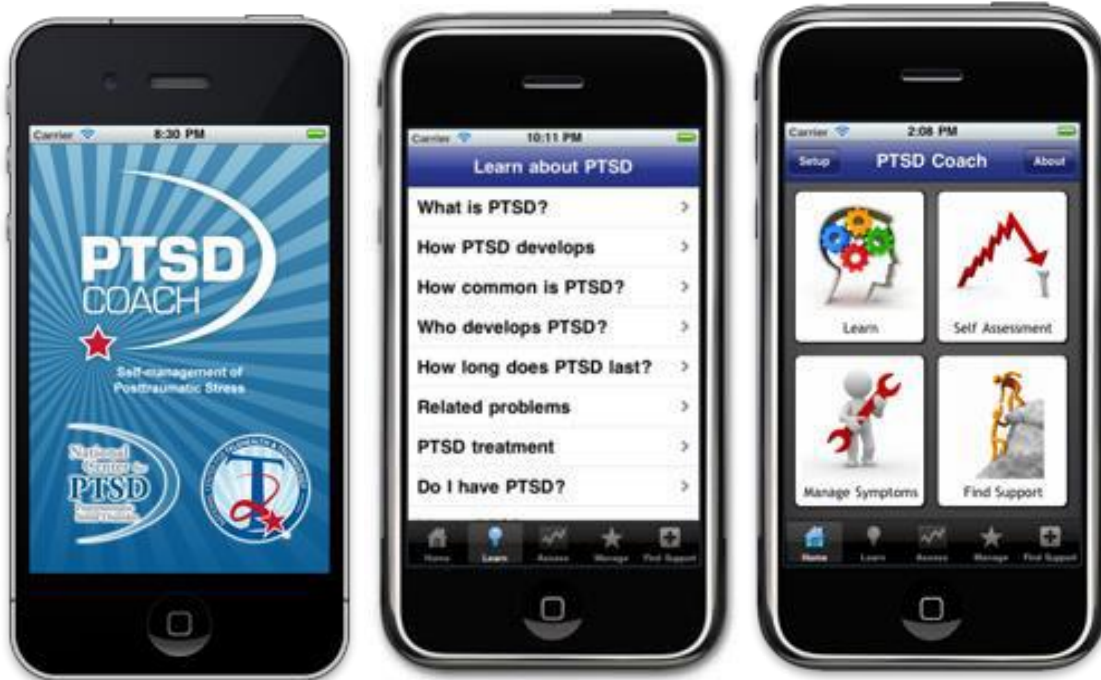 Carrier 8:30 PM
PTSD
COACH
Self-management of
Posttraumatic Stress
National
Center for
PTSD
Carrier 10:11 PM
Learn about PTSD
What is PTSD?
How PTSD develops
How common is PTSD?
Who develops PTSD?
How long does PTSD last?
Related problems
PTSD treatment
Do I have PTSD?
Home Learn Assess Manage Find Support
Carrier 2:08 PM
Setup PTSD Coach About
Learn Self Assessment
Manage Symptoms Find Support
Home Learn Assess Manage Find Support